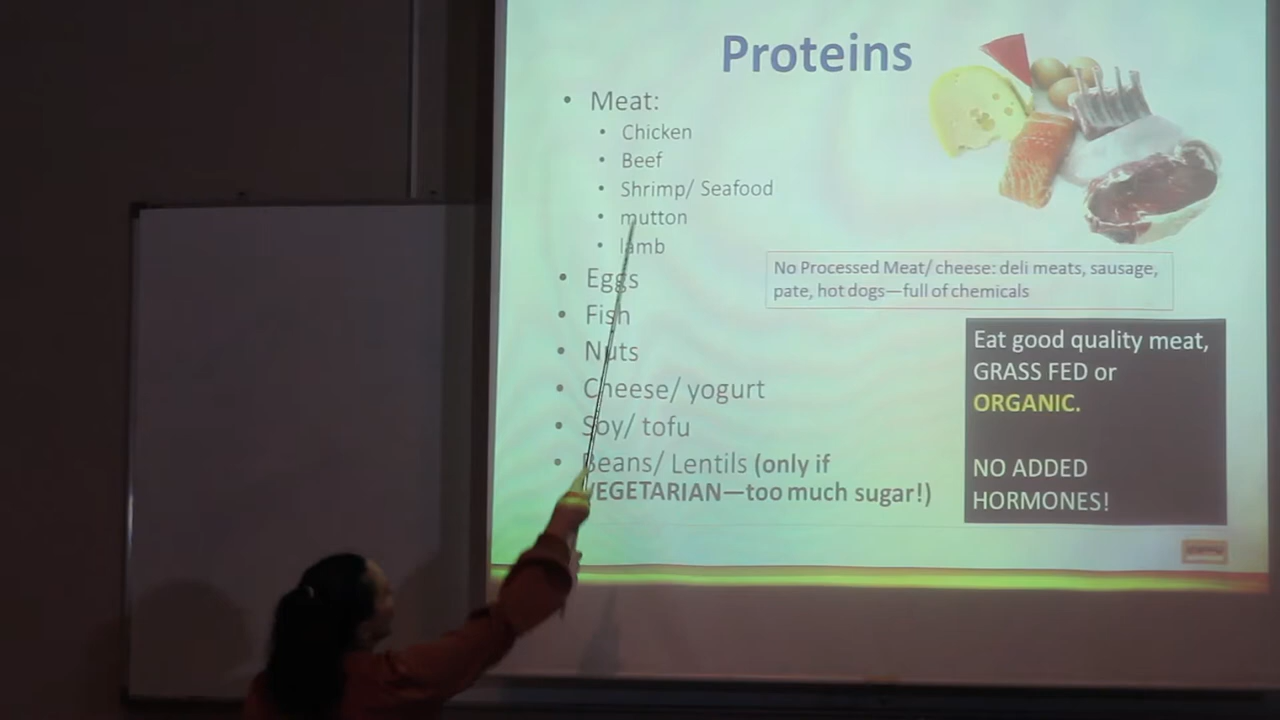 Proteins
• Meat:
• Chicken
• Beef
• Shrimp/ Seafood
• mutton
• lamb
• Eggs
• Fish
• Nuts
• Cheese/ yogurt
• Soy/ tofu
• Beans/ Lentils (only if
VEGETARIAN—too much sugar!)
No Processed Meat/ cheese: deli meats, sausage,
pate, hot dogs—full of chemicals
Eat good quality meat,
GRASS FED or
ORGANIC.
NO ADDED
HORMONES!